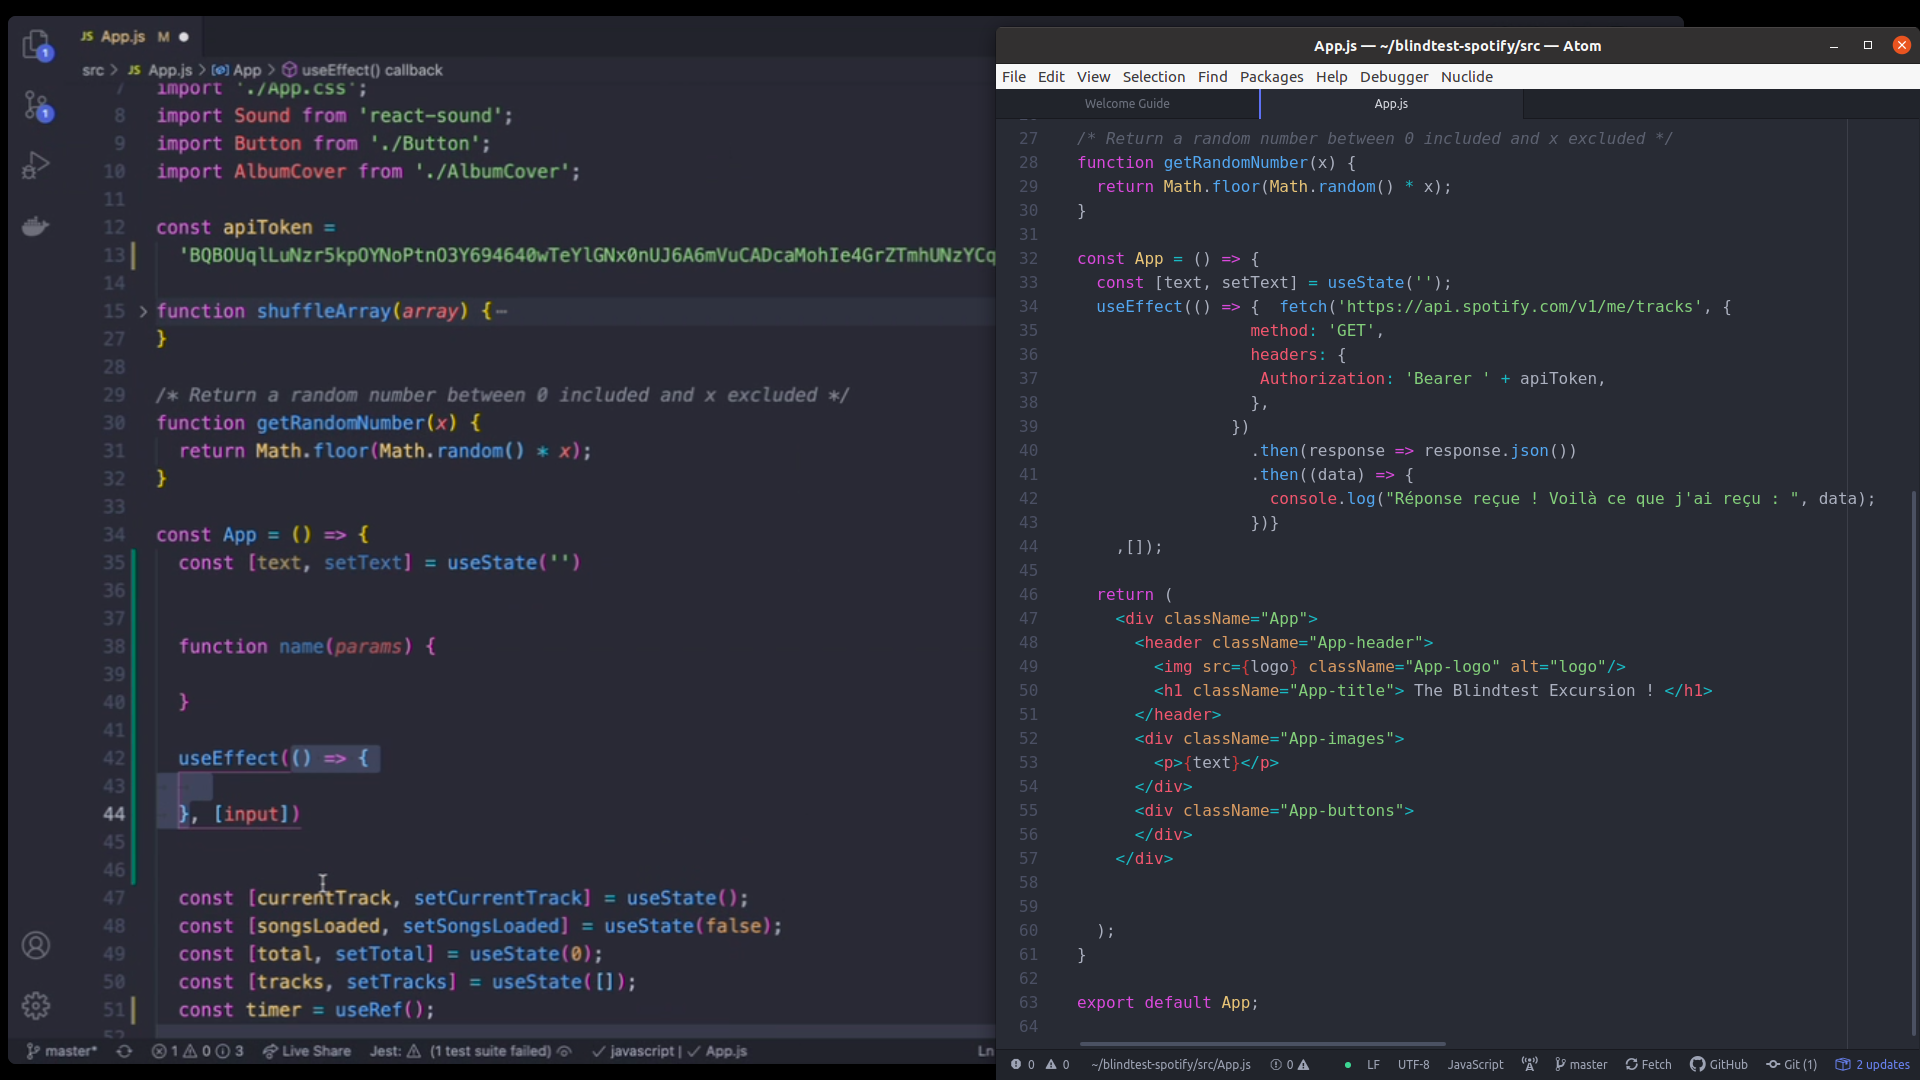 JS App.js M
src > JS App.js > App > useEffect() callback
7 import './App.css';
8 import Sound from 'react-sound';
9 import Button from './Button';
10 import AlbumCover from './AlbumCover';
11
12 const apiToken =
13 'BQBOUqlLuNzr5kpOYNoPtnO3Y694640wTeYlGNx0nUJ6A6mVuCADcaMohIe4GrZTmhUNzYCq
14
15 function shuffleArray(array) {
27 }
28
29 /* Return a random number between 0 included and x excluded */
30 function getRandomNumber(x) {
31 return Math.floor(Math.random() * x);
32 }
33
34 const App = () => {
35 const [text, setText] = useState('')
36
37
38 function name(params) {
39
40 }
41
42 useEffect(() => {
43
44 }, [input])
45
46
47 const [currentTrack, setCurrentTrack] = useState();
48 const [songsLoaded, setSongsLoaded] = useState(false);
49 const [total, setTotal] = useState(0);
50 const [tracks, setTracks] = useState([]);
51 const timer = useRef();
52
master* 1 0 3 Live Share Jest: (1 test suite failed) javascript | App.js Ln
App.js — ~/blindtest-spotify/src — Atom
File Edit View Selection Find Packages Help Debugger Nuclide
Welcome Guide App.js
27 /* Return a random number between 0 included and x excluded */
28 function getRandomNumber(x) {
29 return Math.floor(Math.random() * x);
30 }
31
32 const App = () => {
33 const [text, setText] = useState('');
34 useEffect(() => { fetch('https://api.spotify.com/v1/me/tracks', {
35 method: 'GET',
36 headers: {
37 Authorization: 'Bearer ' + apiToken,
38 },
39 })
40 .then(response => response.json())
41 .then((data) => {
42 console.log("Réponse reçue ! Voilà ce que j'ai reçu : ", data);
43 })}
44 ,[]);
45
46 return (
47 <div className="App">
48 <header className="App-header">
49 <img src={logo} className="App-logo" alt="logo"/>
50 <h1 className="App-title"> The Blindtest Excursion ! </h1>
51 </header>
52 <div className="App-images">
53 <p>{text}</p>
54 </div>
55 <div className="App-buttons">
56 </div>
57 </div>
58
59
60 );
61 }
62
63 export default App;
64
0 0 ~/blindtest-spotify/src/App.js 0 LF UTF-8 JavaScript master Fetch GitHub Git (1) 2 updates